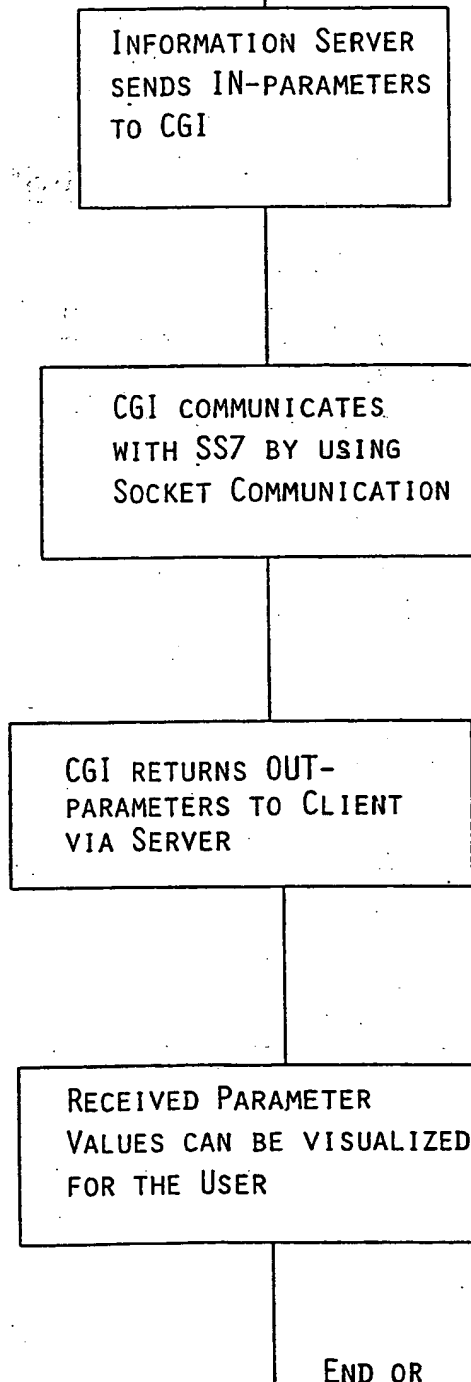 INFORMATION SERVER
SENDS IN-PARAMETERS
TO CGI
CGI COMMUNICATES
WITH SS7 BY USING
SOCKET COMMUNICATION
CGI RETURNS OUT-
PARAMETERS TO CLIENT
VIA SERVER
RECEIVED PARAMETER
VALUES CAN BE VISUALIZED
FOR THE USER
END OR